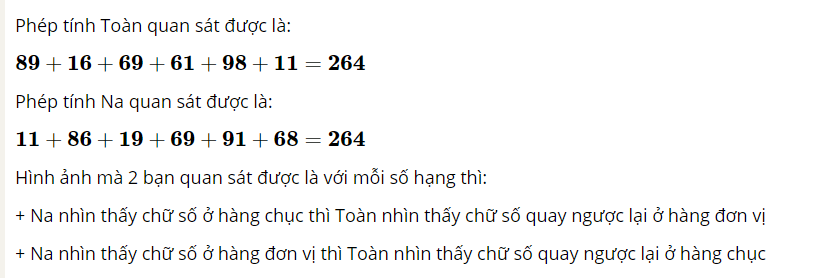 Phép tính Toàn quan sát được là:
89 + 16 + 69 + 61 + 98 + 11 = 264
Phép tính Na quan sát được là:
11 + 86 + 19 + 69 + 91 + 68 = 264
Hình ảnh mà 2 bạn quan sát được là với mỗi số hạng thì:
+ Na nhìn thấy chữ số ở hàng chục thì Toàn nhìn thấy chữ số quay ngược lại ở hàng đơn vị
+ Na nhìn thấy chữ số ở hàng đơn vị thì Toàn nhìn thấy chữ số quay ngược lại ở hàng chục